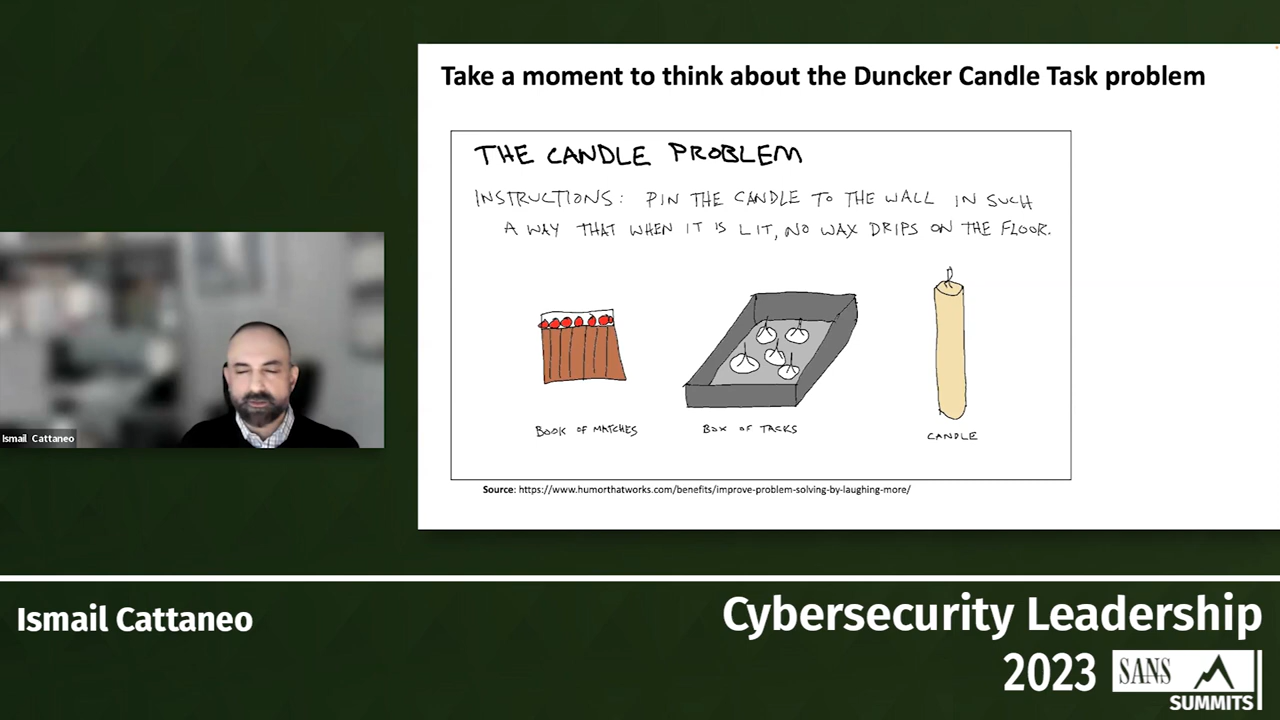 Take a moment to think about the Duncker Candle Task problem
THE CANDLE PROBLEM
INSTRUCTIONS: PIN THE CANDLE TO THE WALL IN SUCH
A WAY THAT WHEN IT IS LIT, NO WAX DRIPS ON THE FLOOR.
BOOK OF MATCHES
BOX OF TACKS
CANDLE
Source: https://www.humorthatworks.com/benefits/improve-problem-solving-by-laughing-more/
Ismail Cattaneo
Ismail Cattaneo
Cybersecurity Leadership
2023
SANS
SUMMITS